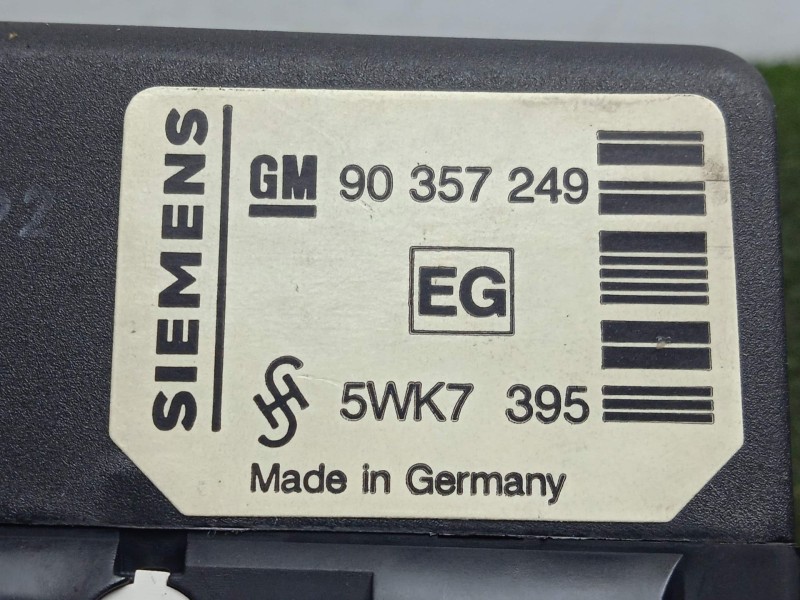 SIEMENS
GM 90 357 249
EG
5WK7 395
Made in Germany